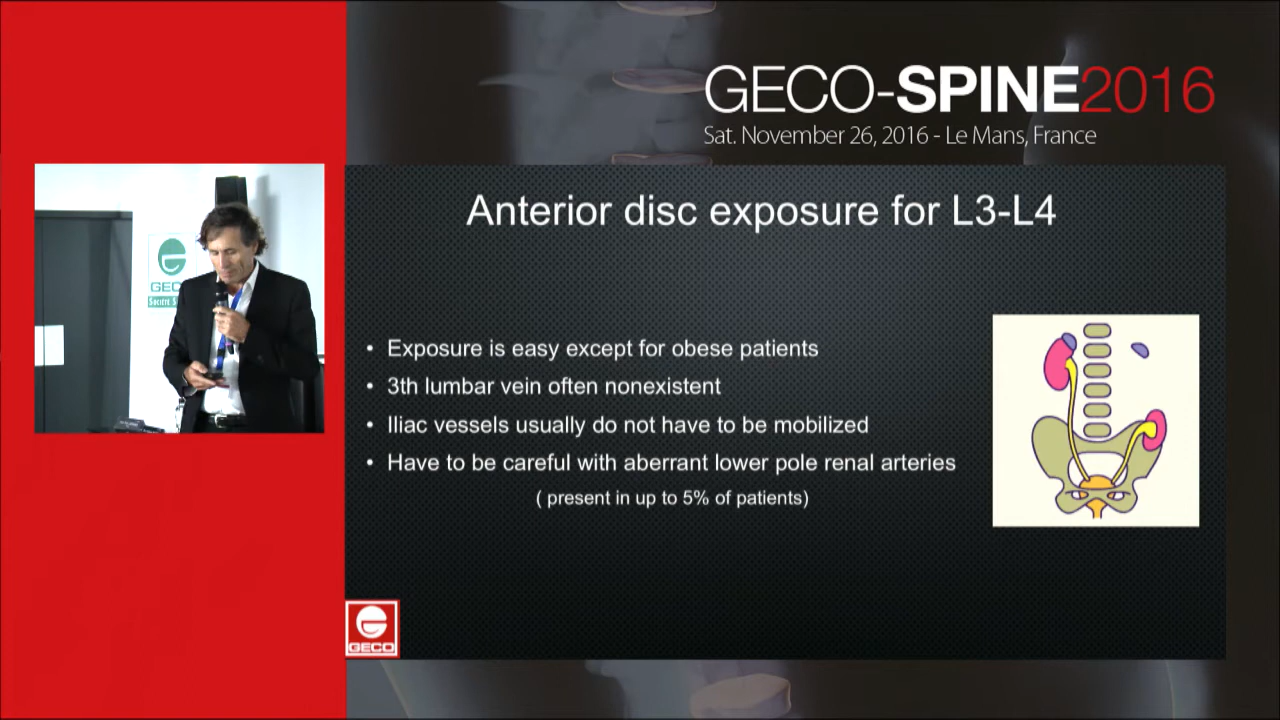 GECO-SPINE2016
Sat. November 26, 2016 - Le Mans, France
Anterior disc exposure for L3-L4
• Exposure is easy except for obese patients
• 3th lumbar vein often nonexistent
• Iliac vessels usually do not have to be mobilized
• Have to be careful with aberrant lower pole renal arteries
( present in up to 5% of patients)
GECO